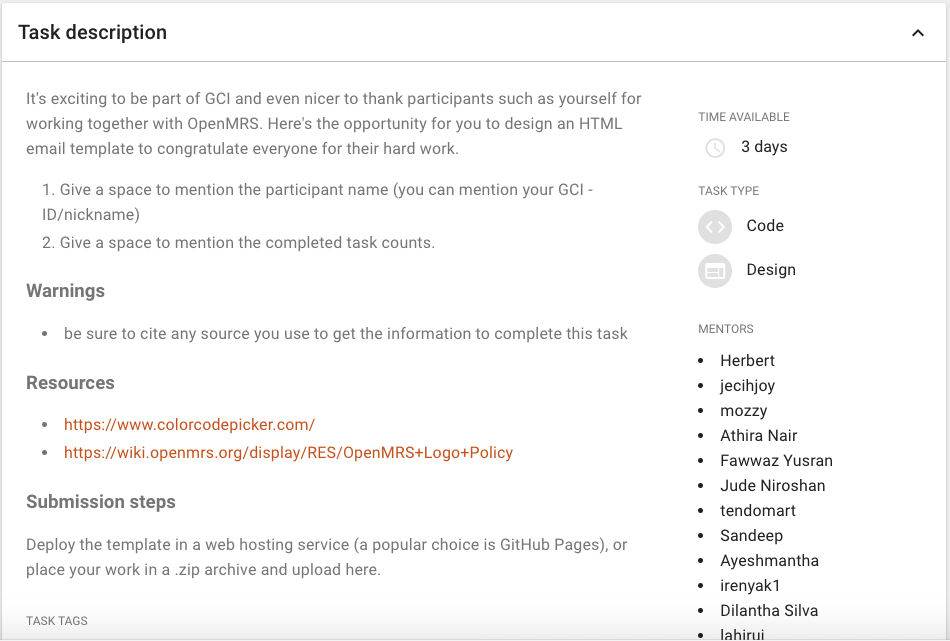 Task description
It's exciting to be part of GCI and even nicer to thank participants such as yourself for
working together with OpenMRS. Here's the opportunity for you to design an HTML
email template to congratulate everyone for their hard work.
1. Give a space to mention the participant name (you can mention your GCI -
ID/nickname)
2. Give a space to mention the completed task counts.
Warnings
• be sure to cite any source you use to get the information to complete this task
Resources
• https://www.colorcodepicker.com/
• https://wiki.openmrs.org/display/RES/OpenMRS+Logo+Policy
Submission steps
Deploy the template in a web hosting service (a popular choice is GitHub Pages), or
place your work in a .zip archive and upload here.
TASK TAGS
TIME AVAILABLE
3 days
TASK TYPE
Code
Design
MENTORS
• Herbert
• jecihjoy
• mozzy
• Athira Nair
• Fawwaz Yusran
• Jude Niroshan
• tendomart
• Sandeep
• Ayeshmantha
• irenyak1
• Dilantha Silva
• lahirui